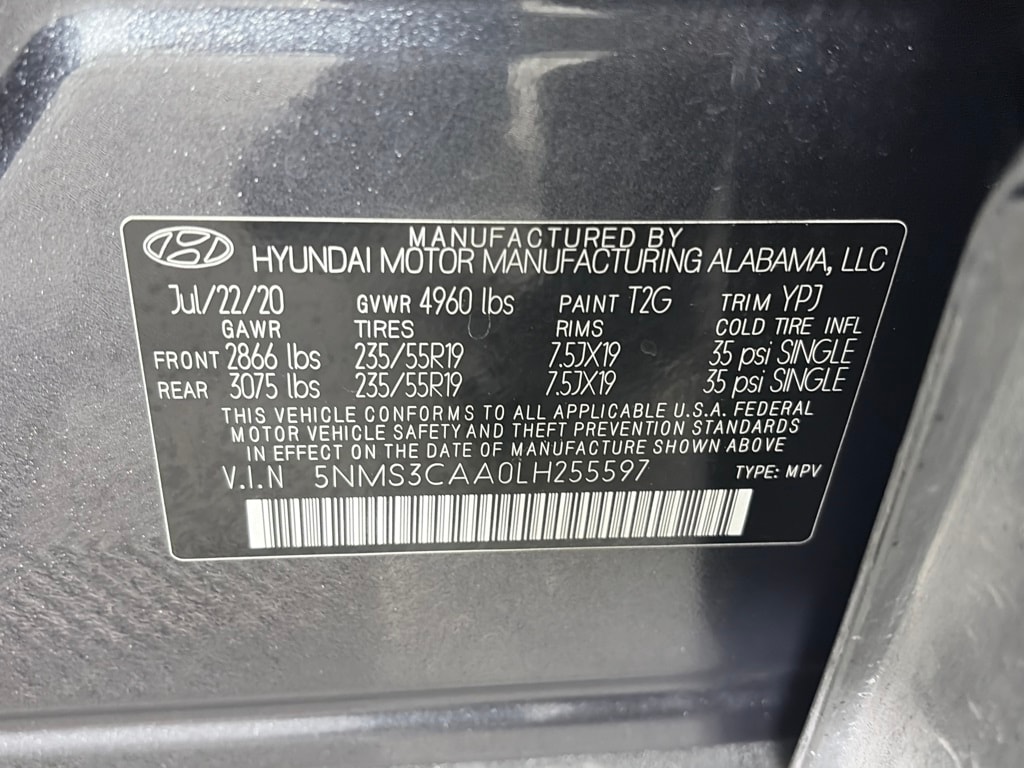 MANUFACTURED BY
HYUNDAI MOTOR MANUFACTURING ALABAMA, LLC
Jul/22/20 GVWR 4960 lbs PAINT T2G TRIM YPJ
GAWR TIRES RIMS COLD TIRE INFL
FRONT 2866 lbs 235/55R19 7.5JX19 35 psi SINGLE
REAR 3075 lbs 235/55R19 7.5JX19 35 psi SINGLE
THIS VEHICLE CONFORMS TO ALL APPLICABLE U.S.A. FEDERAL
MOTOR VEHICLE SAFETY AND THEFT PREVENTION STANDARDS
IN EFFECT ON THE DATE OF MANUFACTURE SHOWN ABOVE
V.I.N 5NMS3CAA0LH255597 TYPE: MPV